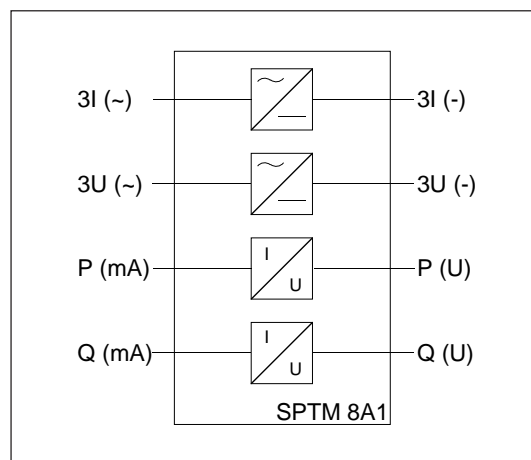 3I (~) 3I (-)
3U (~) 3U (-)
P (mA) I U P (U)
Q (mA) I U Q (U)
SPTM 8A1